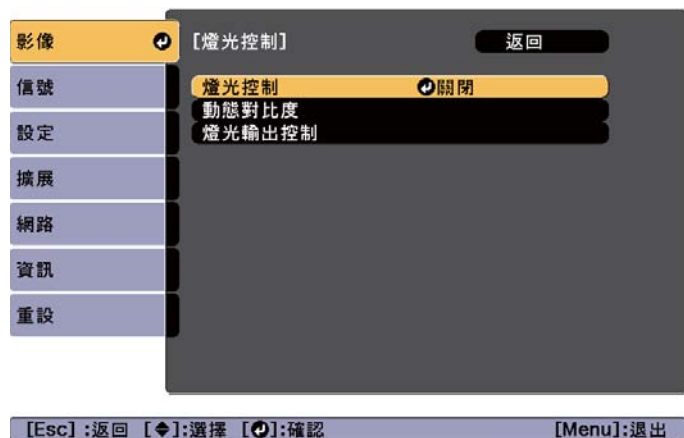 影像
信號
設定
擴展
網路
資訊
重設
[燈光控制] 返回
燈光控制 關閉
動態對比度
燈光輸出控制
[Esc] :返回 [◆]:選擇 [⏎]:確認 [Menu]:退出